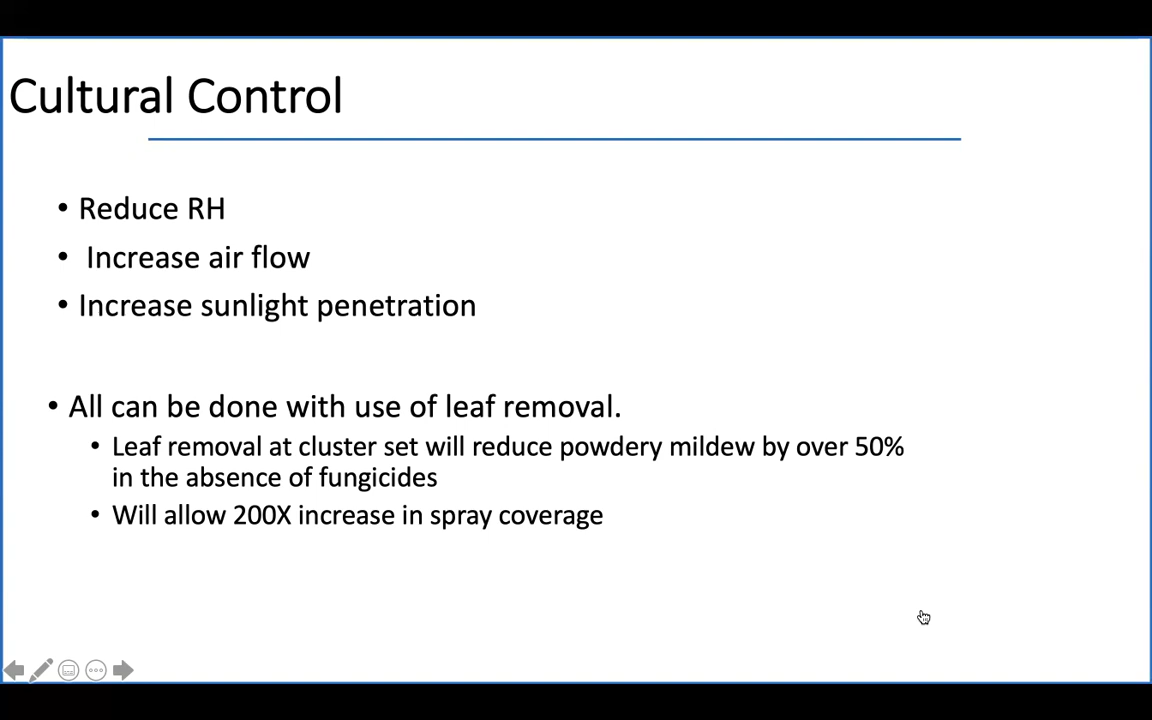 Cultural Control
• Reduce RH
• Increase air flow
• Increase sunlight penetration
• All can be done with use of leaf removal.
• Leaf removal at cluster set will reduce powdery mildew by over 50%
in the absence of fungicides
• Will allow 200X increase in spray coverage